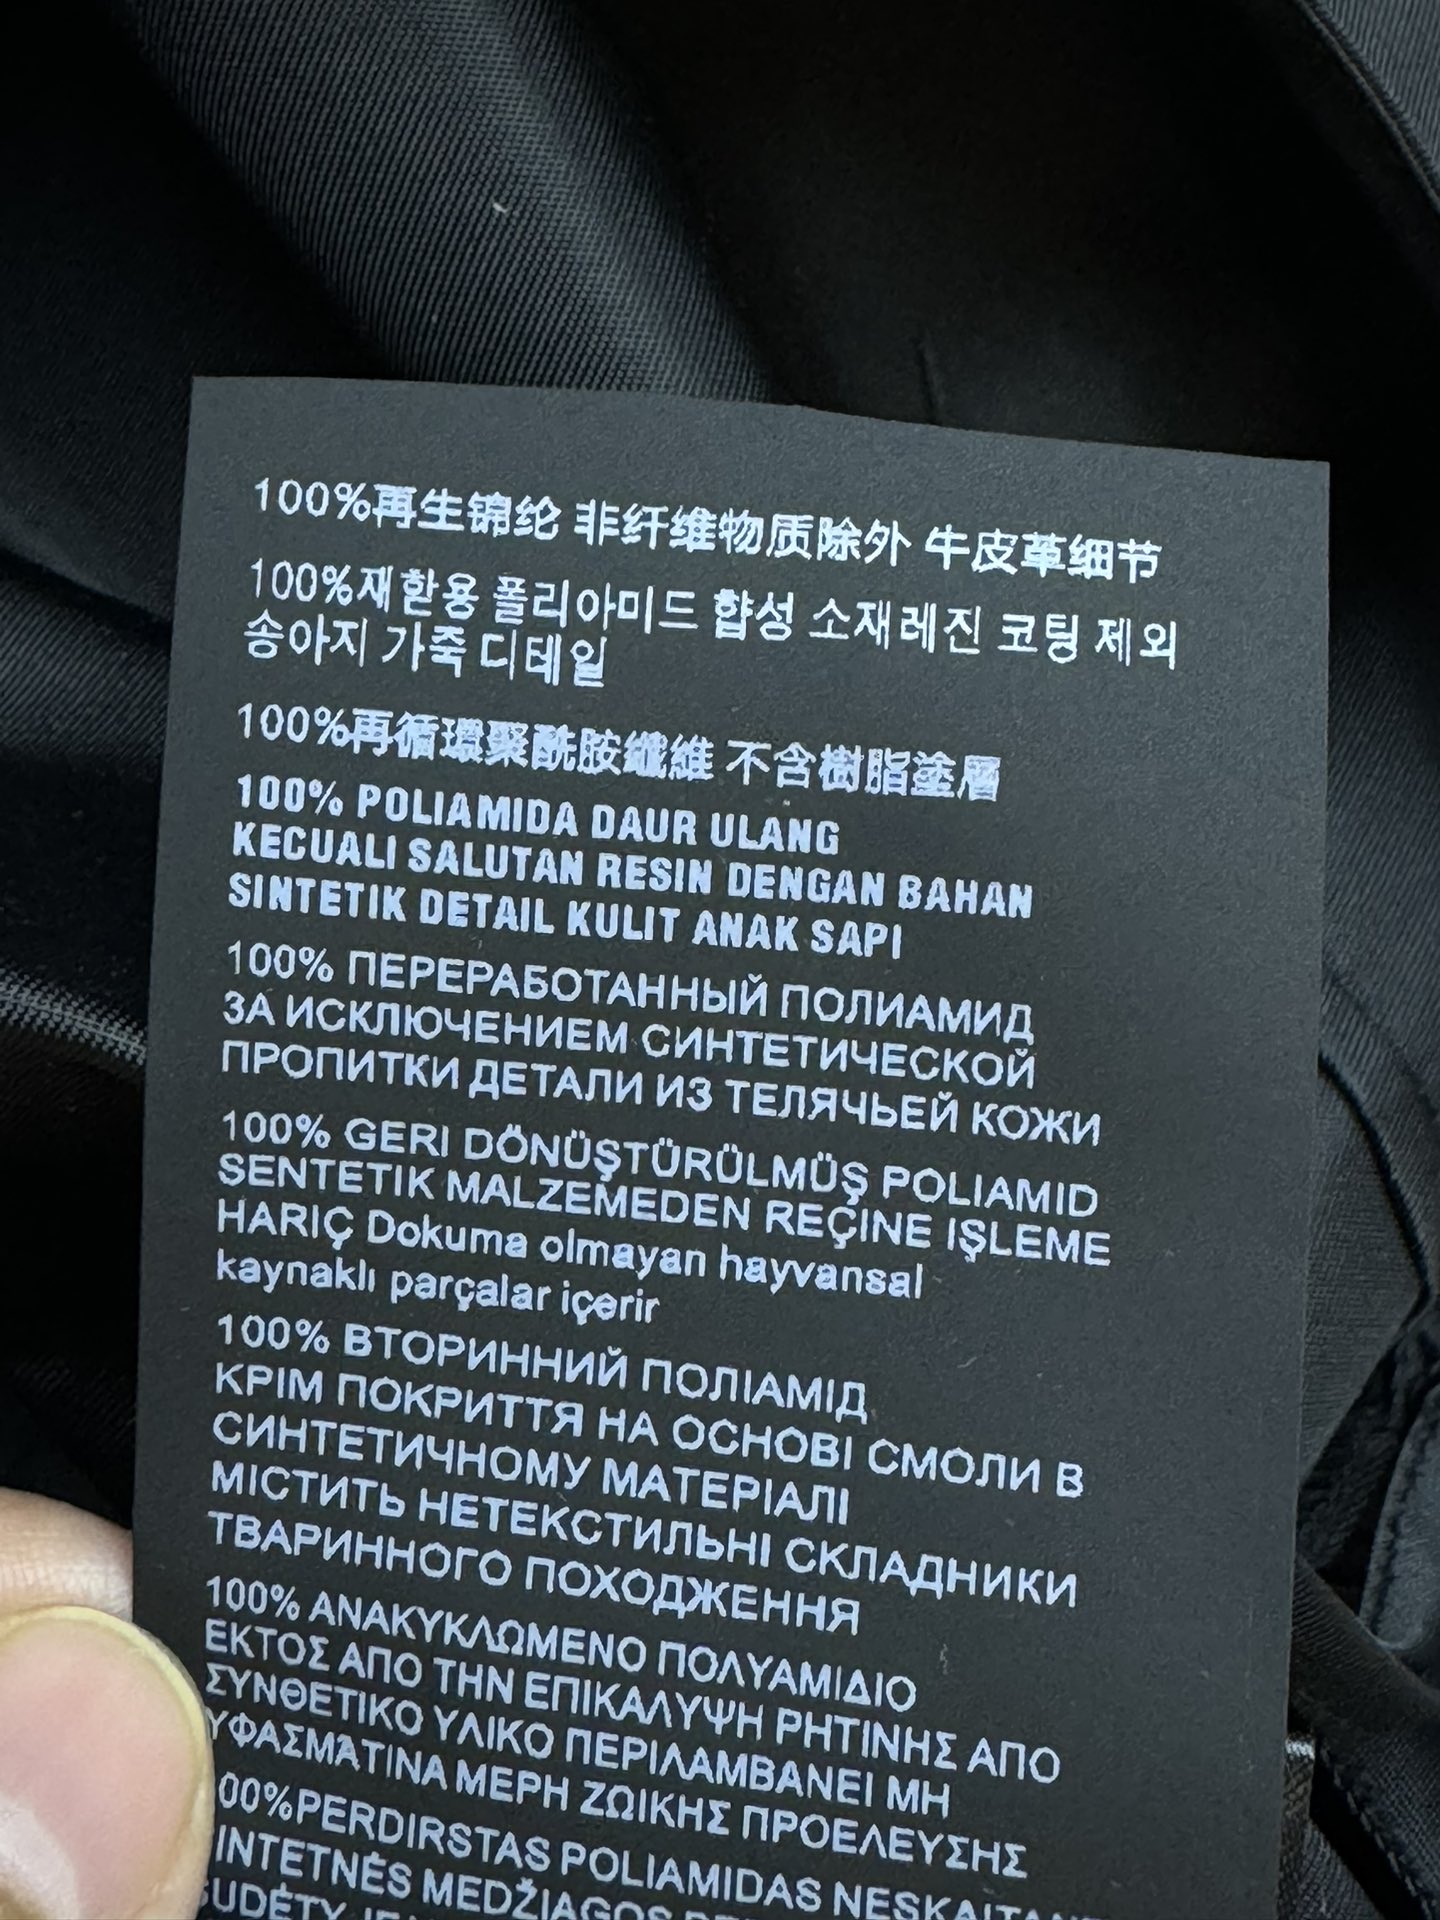 100%再生锦纶 非纤维物质除外 牛皮革细节
100%재핟용 폴리아미드 햡성 소재레진 코팅 제외
송아지 가죽 디테일
100%再循環聚酰胺纖維 不含樹脂塗層
100% POLIAMIDA DAUR ULANG
KECUALI SALUTAN RESIN DENGAN BAHAN
SINTETIK DETAIL KULIT ANAK SAPI
100% ПЕРЕРАБОТАННЫЙ ПОЛИАМИД
ЗА ИСКЛЮЧЕНИЕМ СИНТЕТИЧЕСКОЙ
ПРОПИТКИ ДЕТАЛИ ИЗ ТЕЛЯЧЬЕЙ КОЖИ
100% GERI DÖNÜŞTÜRÜLMÜŞ POLIAMID
SENTETIK MALZEMEDEN REÇINE IŞLEME
HARIÇ Dokuma olmayan hayvansal
kaynaklı parçalar içerir
100% ВТОРИННИЙ ПОЛІАМІД
КРІМ ПОКРИТТЯ НА ОСНОВІ СМОЛИ В
СИНТЕТИЧНОМУ МАТЕРІАЛІ
МІСТИТЬ НЕТЕКСТИЛЬНІ СКЛАДНИКИ
ТВАРИННОГО ПОХОДЖЕННЯ
100% ΑΝΑΚΥΚΛΩΜΕΝΟ ΠΟΛΥΑΜΙΔΙΟ
ΕΚΤΟΣ ΑΠΟ ΤΗΝ ΕΠΙΚΑΛΥΨΗ ΡΗΤΙΝΗΣ ΑΠΟ
ΣΥΝΘΕΤΙΚΟ ΥΛΙΚΟ ΠΕΡΙΛΑΜΒΑΝΕΙ ΜΗ
ΥΦΑΣΜΑΤΙΝΑ ΜΕΡΗ ΖΩΙΚΗΣ ΠΡΟΕΛΕΥΣΗΣ
00%PERDIRSTAS POLIAMIDAS NESKAITANT
INTETNĖS MEDŽIAGOS
UDĖTY